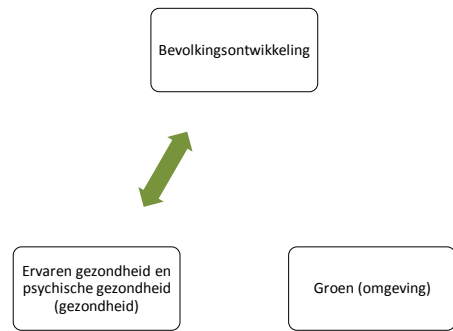 Bevolkingsontwikkeling
Ervaren gezondheid en
psychische gezondheid
(gezondheid)
Groen (omgeving)